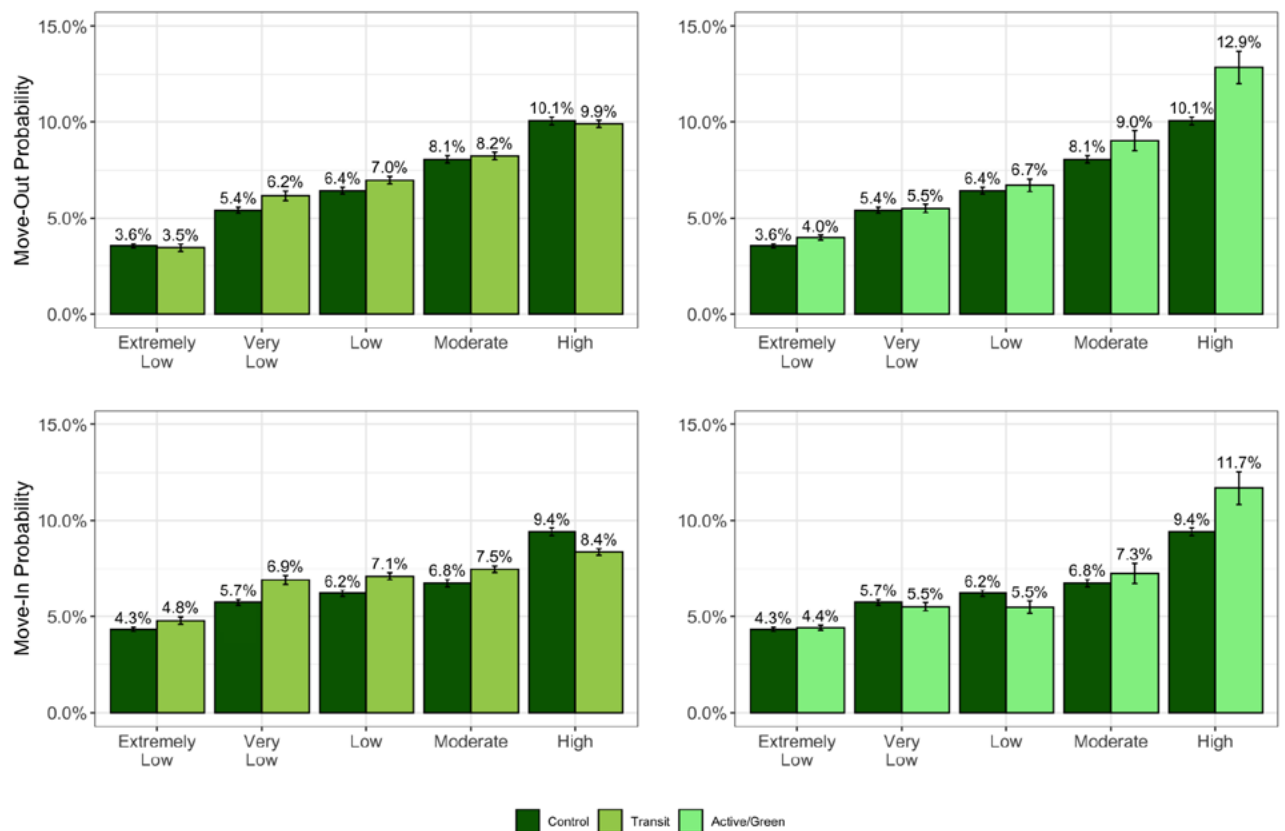 15.0%
10.0%
5.0%
0.0%
Move-Out Probability
3.6% 3.5% 5.4% 6.2% 6.4% 7.0% 8.1% 8.2% 10.1% 9.9%
Extremely Very Low Moderate High
Low Low
15.0%
10.0%
5.0%
0.0%
3.6% 4.0% 5.4% 5.5% 6.4% 6.7% 8.1% 9.0% 10.1% 12.9%
Extremely Very Low Moderate High
Low Low
15.0%
10.0%
5.0%
0.0%
Move-In Probability
4.3% 4.8% 5.7% 6.9% 6.2% 7.1% 6.8% 7.5% 9.4% 8.4%
Extremely Very Low Moderate High
Low Low
15.0%
10.0%
5.0%
0.0%
4.3% 4.4% 5.7% 5.5% 6.2% 5.5% 6.8% 7.3% 9.4% 11.7%
Extremely Very Low Moderate High
Low Low
Control Transit Active/Green